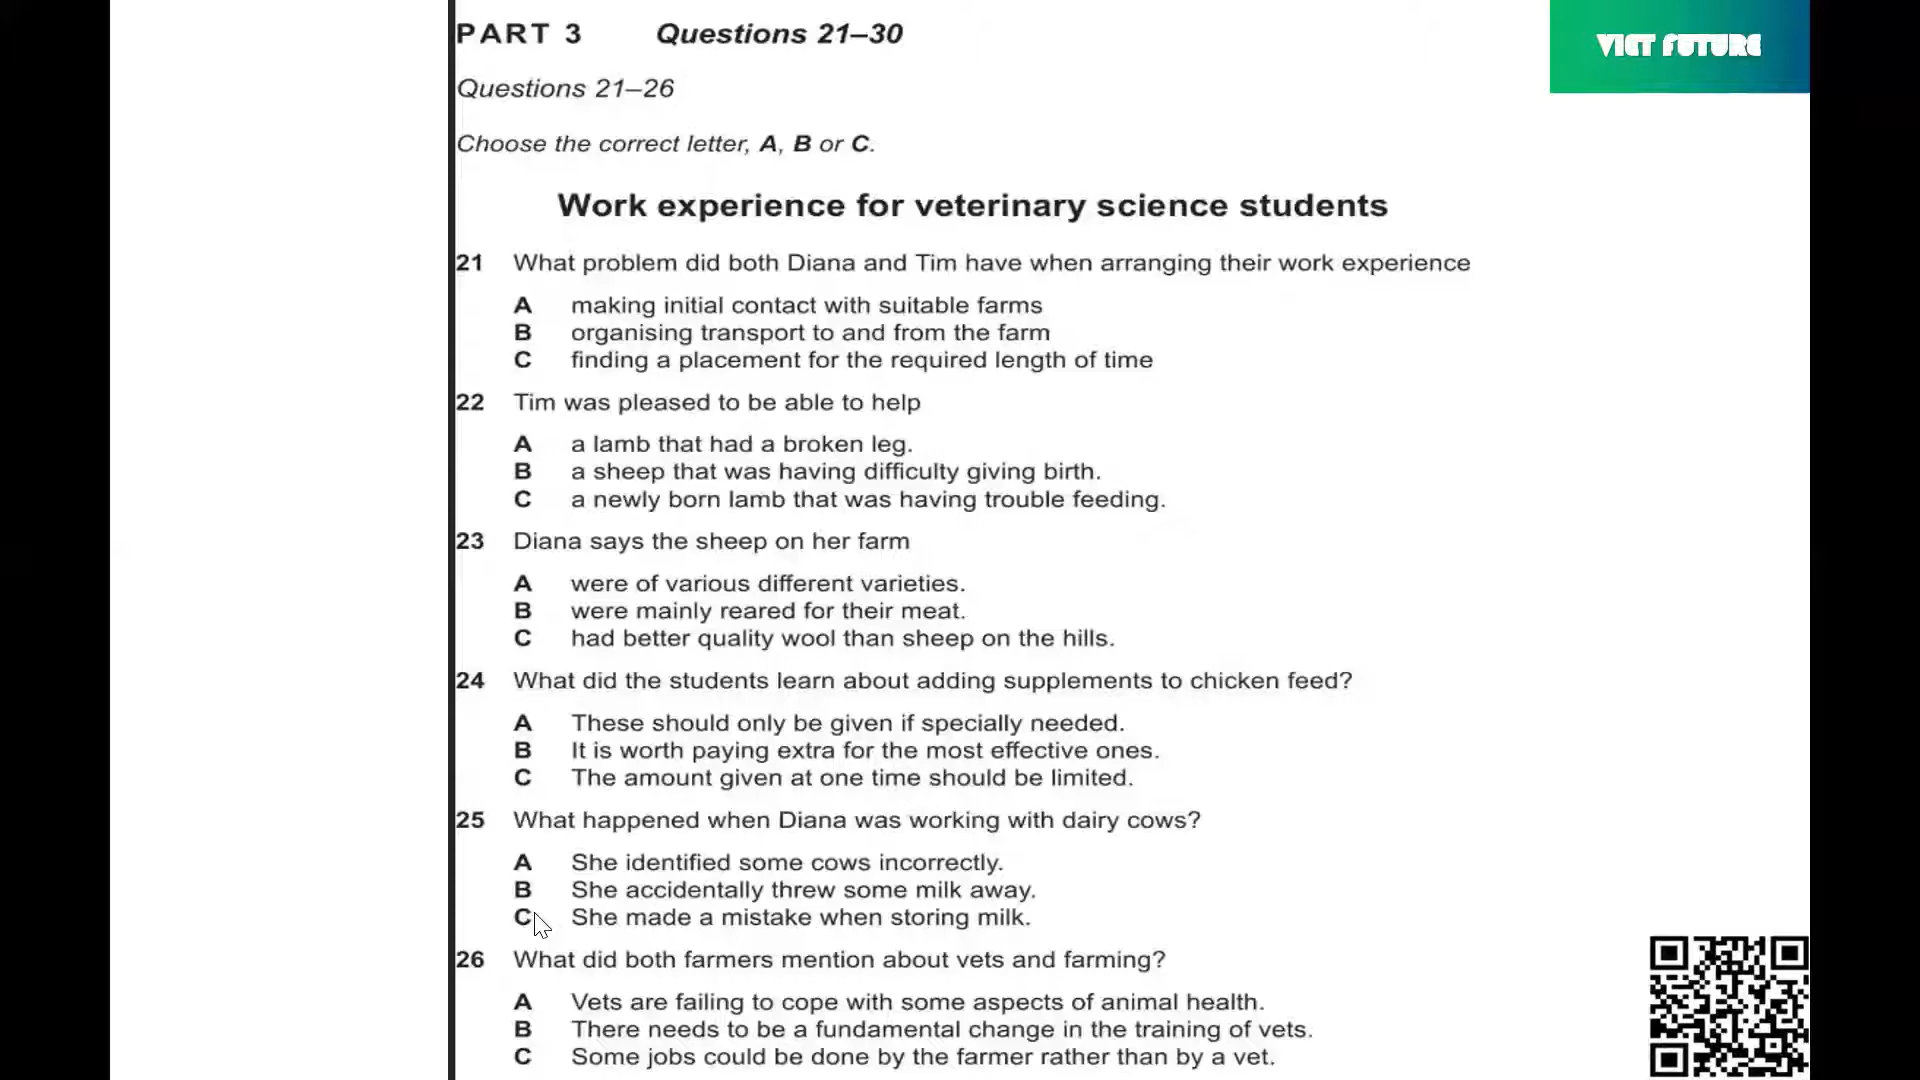 PART 3 Questions 21–30
VIET FUTURE
Questions 21–26
Choose the correct letter, A, B or C.
Work experience for veterinary science students
21 What problem did both Diana and Tim have when arranging their work experience
A making initial contact with suitable farms
B organising transport to and from the farm
C finding a placement for the required length of time
22 Tim was pleased to be able to help
A a lamb that had a broken leg.
B a sheep that was having difficulty giving birth.
C a newly born lamb that was having trouble feeding.
23 Diana says the sheep on her farm
A were of various different varieties.
B were mainly reared for their meat.
C had better quality wool than sheep on the hills.
24 What did the students learn about adding supplements to chicken feed?
A These should only be given if specially needed.
B It is worth paying extra for the most effective ones.
C The amount given at one time should be limited.
25 What happened when Diana was working with dairy cows?
A She identified some cows incorrectly.
B She accidentally threw some milk away.
C She made a mistake when storing milk.
26 What did both farmers mention about vets and farming?
A Vets are failing to cope with some aspects of animal health.
B There needs to be a fundamental change in the training of vets.
C Some jobs could be done by the farmer rather than by a vet.